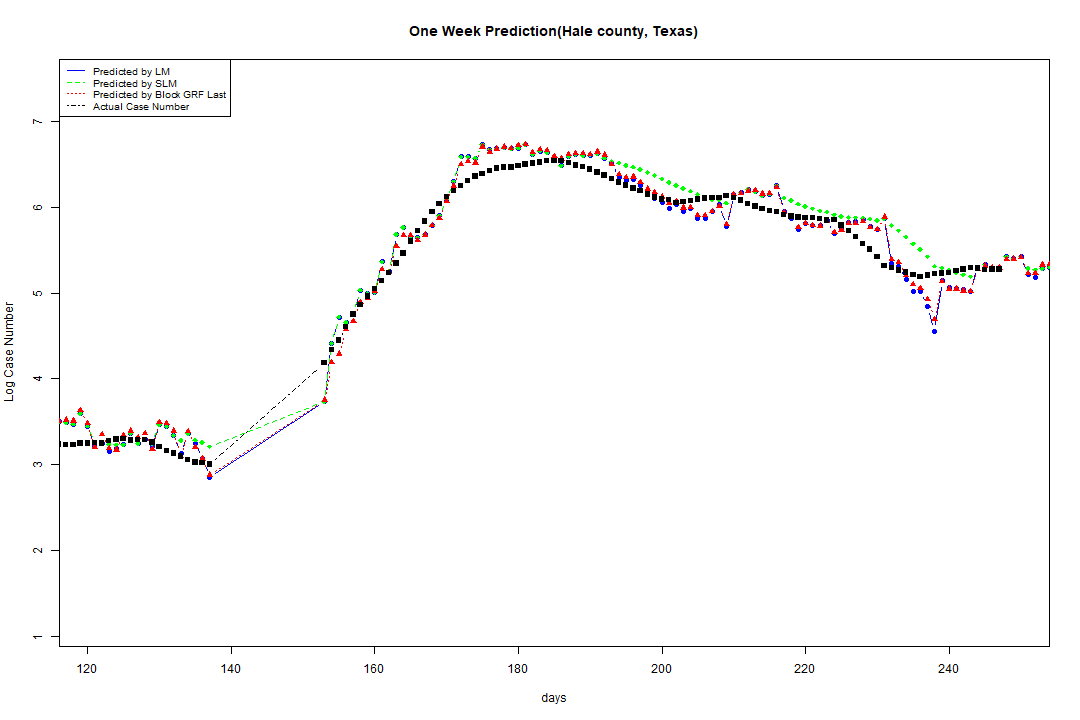 One Week Prediction(Hale county, Texas)
Predicted by LM
Predicted by SLM
Predicted by Block GRF Last
Actual Case Number
Log Case Number
7
6
5
4
3
2
1
120 140 160 180 200 220 240
days